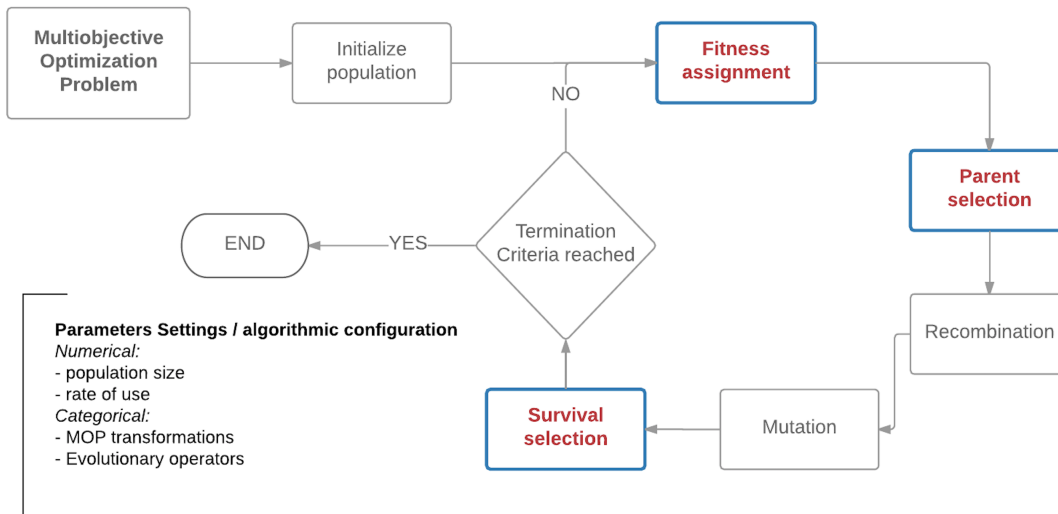 Multiobjective
Optimization
Problem
Initialize
population
Fitness
assignment
NO
Parent
selection
Termination
Criteria reached
YES
END
Recombination
Parameters Settings / algorithmic configuration
Numerical:
- population size
- rate of use
Categorical:
- MOP transformations
- Evolutionary operators
Survival
selection
Mutation